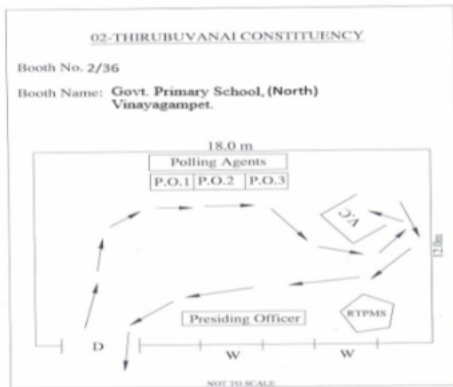 02-THIRUBUVANAI CONSTITUENCY
Booth No. 2/36
Booth Name: Govt. Primary School, (North)
Vinayagampet.
18.0 m
Polling Agents
P.O.1 P.O.2 P.O.3
V.C
12.0m
Presiding Officer
RTPMS
D
W
W
NOT TO SCALE